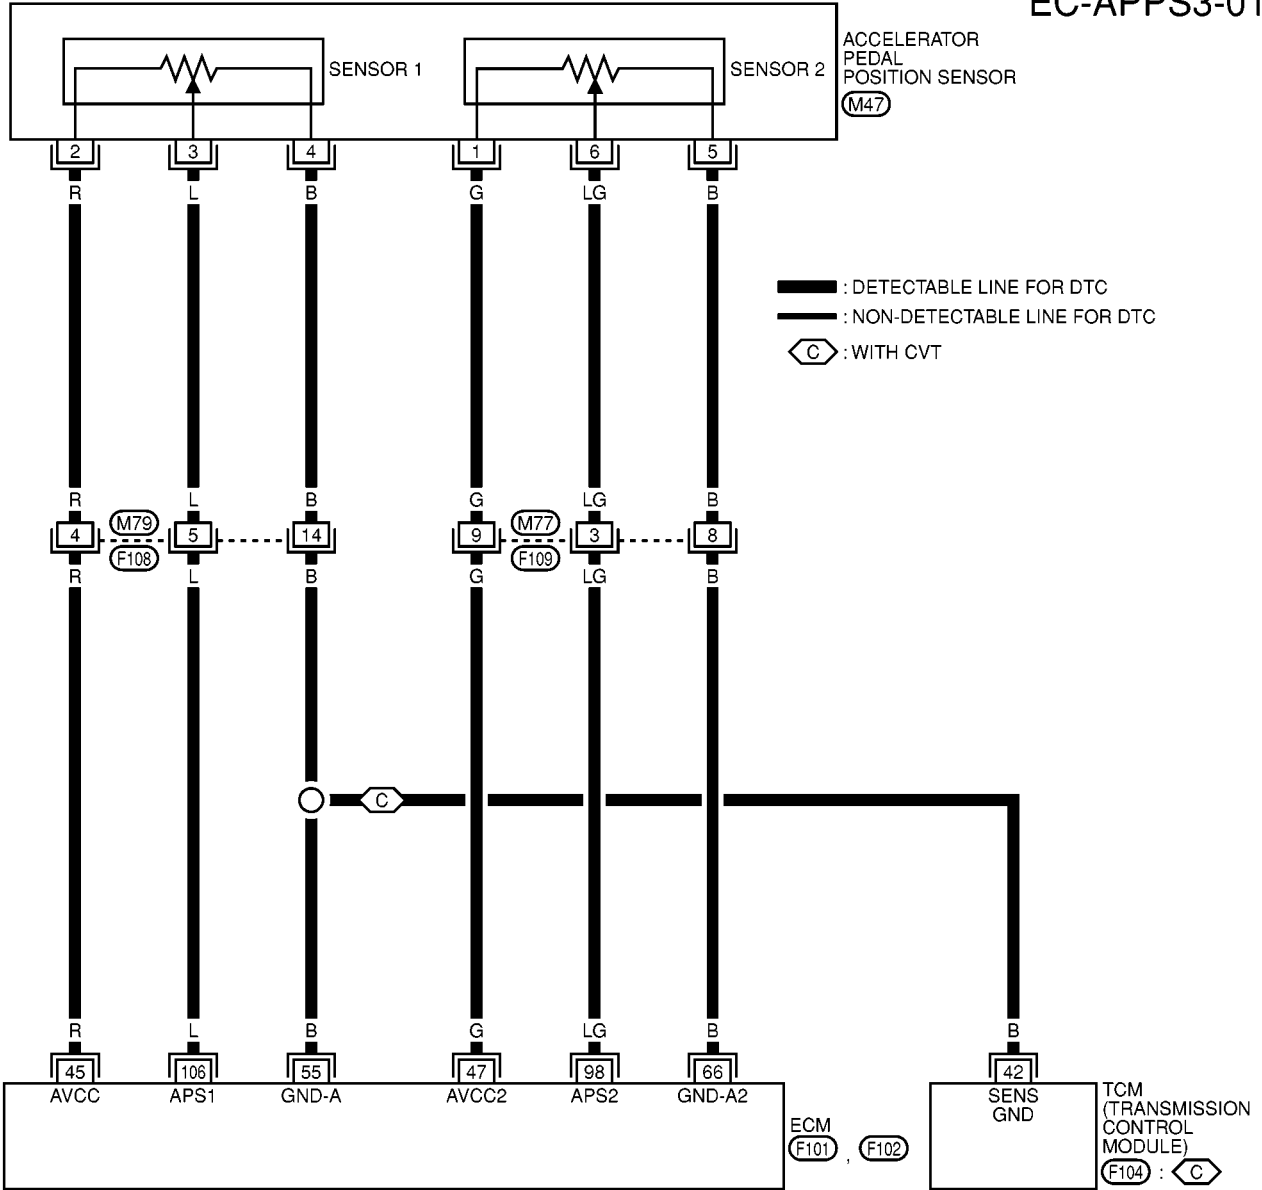 EC-APPS3-01
SENSOR 1
SENSOR 2
ACCELERATOR
PEDAL
POSITION SENSOR
M47
2 3 4 1 6 5
R L B G LG B
: DETECTABLE LINE FOR DTC
: NON-DETECTABLE LINE FOR DTC
C : WITH CVT
R L B G LG B
M79 M77
4 5 14 9 3 8
F108 F109
R L B G LG B
C
R L B G LG B B
45 106 55 47 98 66 42
AVCC APS1 GND-A AVCC2 APS2 GND-A2
SENS
GND
ECM
F101 , F102
TCM
(TRANSMISSION
CONTROL
MODULE)
F104 : C